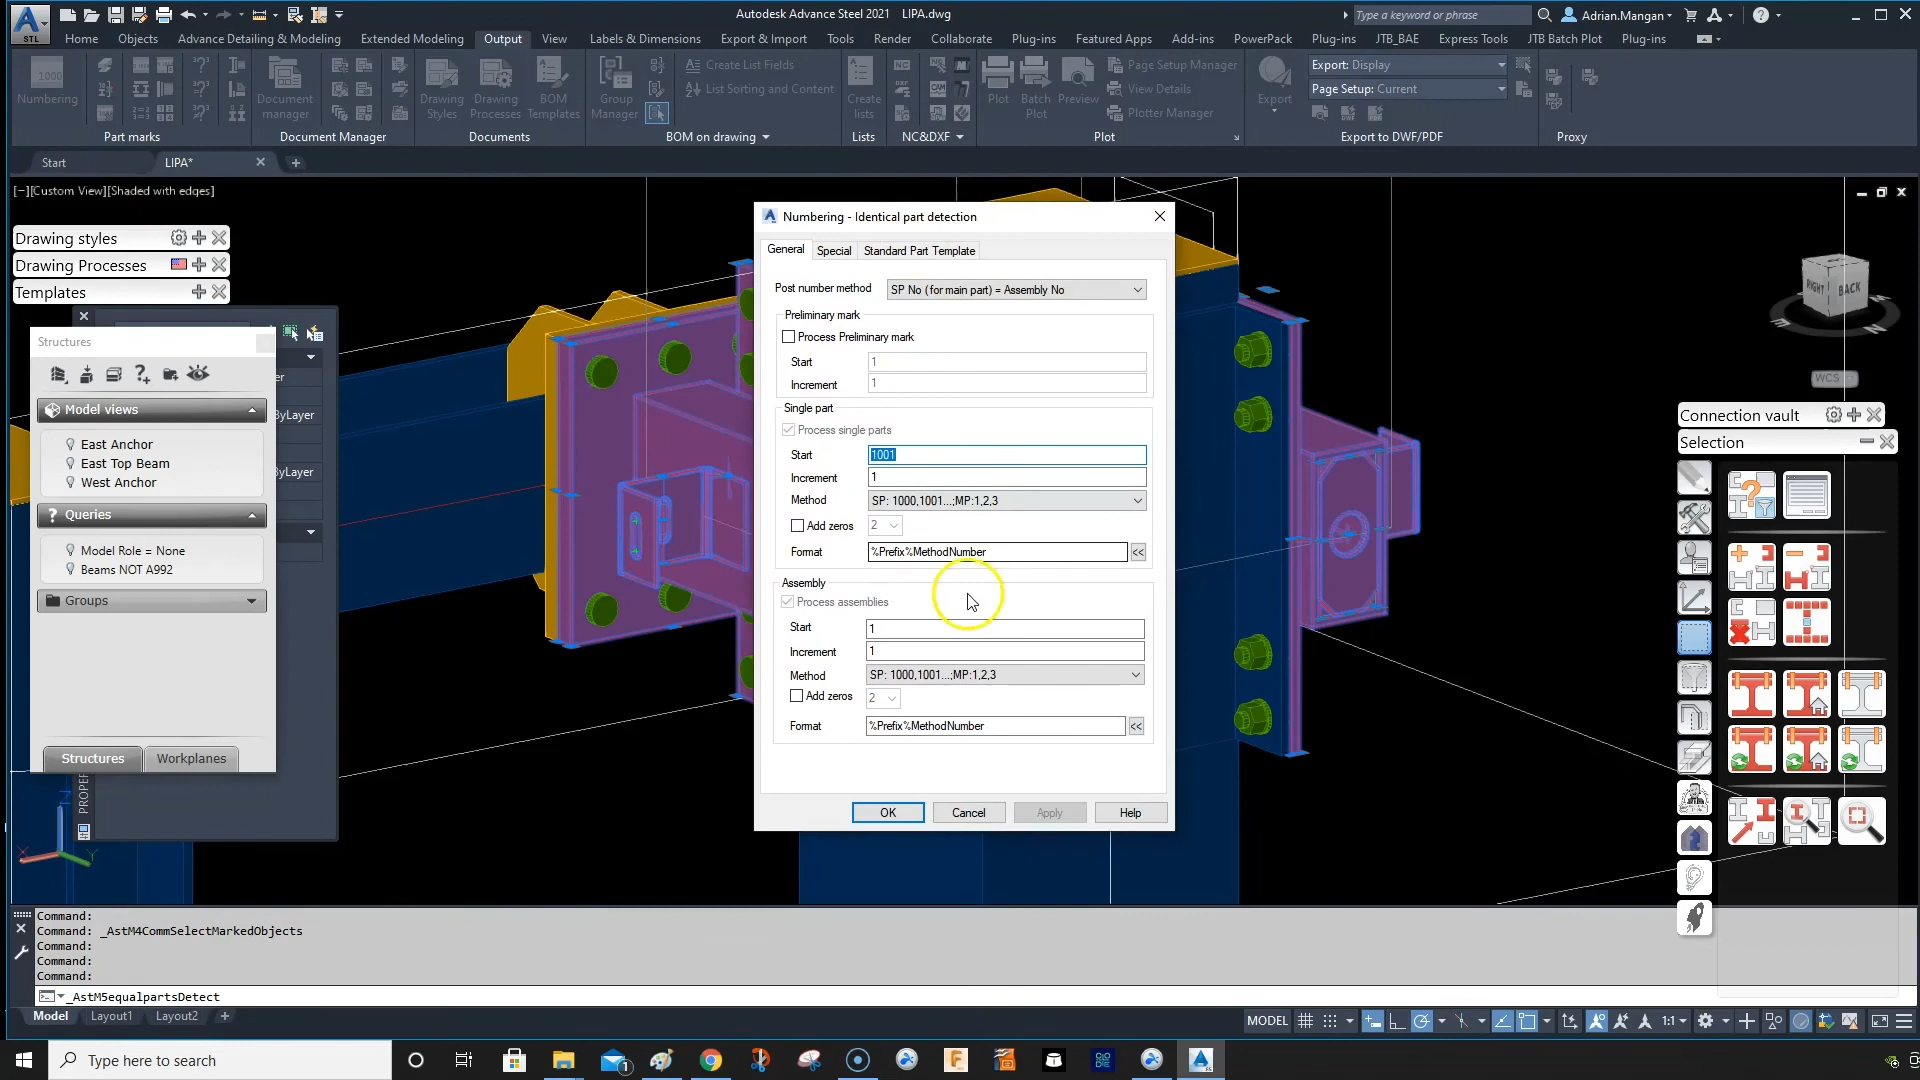 Autodesk Advance Steel 2021 LIPA.dwg
Type a keyword or phrase
Adrian.Mangan
STL
Home Objects Advance Detailing & Modeling Extended Modeling Output View Labels & Dimensions Export & Import Tools Render Collaborate Plug-ins Featured Apps Add-ins PowerPack Plug-ins JTB_BAE Express Tools JTB Batch Plot Plug-ins
1000
Numbering
Document
manager
Drawing
Styles
Drawing
Processes
BOM
Templates
Group
Manager
Create List Fields
List Sorting and Content
Create
lists
NC
DXF
CAM
Plot
Batch
Plot
Preview
Page Setup Manager
View Details
Plotter Manager
Export
Export: Display
Page Setup: Current
Part marks Document Manager Documents BOM on drawing Lists NC&DXF Plot Export to DWF/PDF Proxy
Start LIPA*
[−][Custom View][Shaded with edges]
Drawing styles
Drawing Processes
Templates
Structures
Model views
East Anchor
East Top Beam
West Anchor
Queries
Model Role = None
Beams NOT A992
Groups
Structures Workplanes
er
ByLayer
yLayer
PROPER
Z
X
Y
Numbering - Identical part detection
General Special Standard Part Template
Post number method SP No (for main part) = Assembly No
Preliminary mark
Process Preliminary mark
Start 1
Increment 1
Single part
Process single parts
Start 1001
Increment 1
Method SP: 1000,1001...;MP:1,2,3
Add zeros 2
Format %Prefix%MethodNumber <<
Assembly
Process assemblies
Start 1
Increment 1
Method SP: 1000,1001...;MP:1,2,3
Add zeros 2
Format %Prefix%MethodNumber <<
OK Cancel Apply Help
RIGHT BACK
WCS
Connection vault
Selection
Command:
Command: _AstM4CommSelectMarkedObjects
Command:
Command:
Command:
_AstM5equalpartsDetect
Model Layout1 Layout2
MODEL
1:1
Type here to search
1